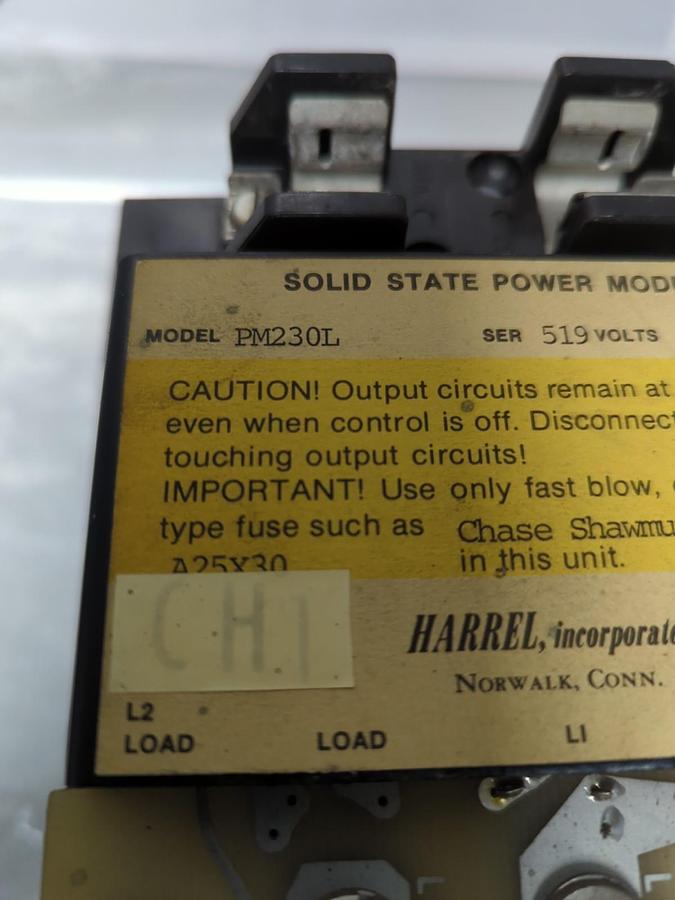 SOLID STATE POWER MODU
MODEL PM230L SER 519 VOLTS
CAUTION! Output circuits remain at
even when control is off. Disconnect
touching output circuits!
IMPORTANT! Use only fast blow,
type fuse such as Chase Shawmu
A25X30 in this unit.
CH1
HARREL, incorporate
NORWALK, CONN.
L2
LOAD LOAD L1